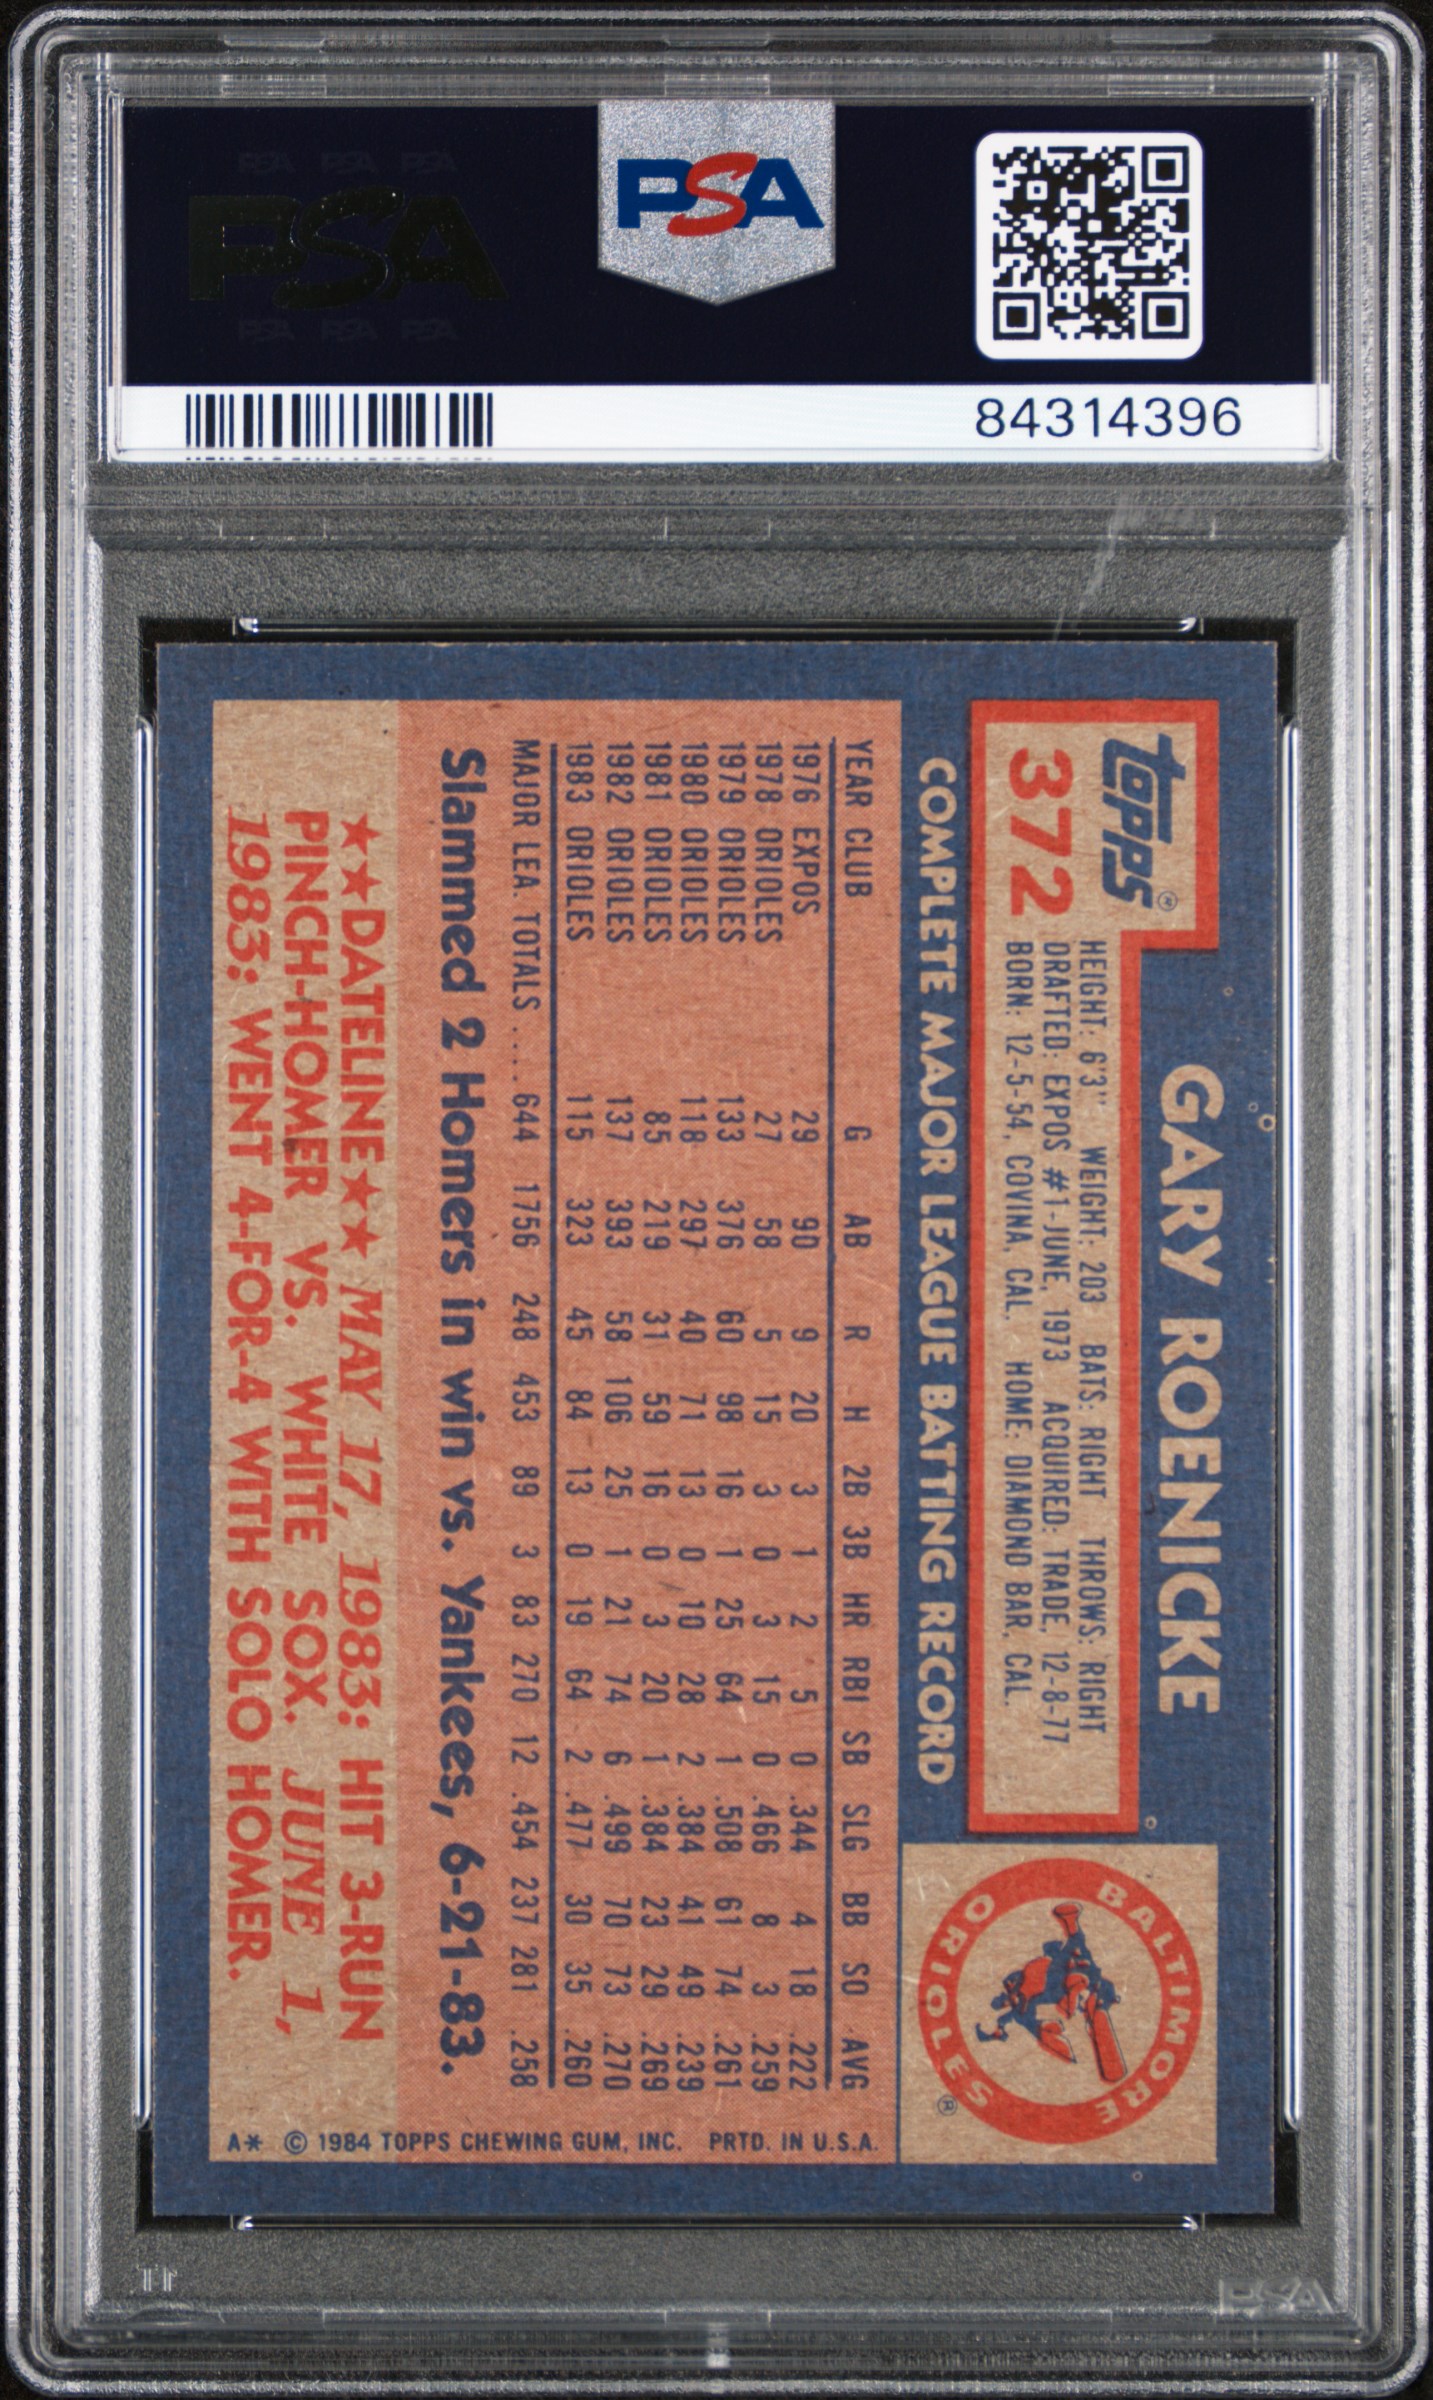 PSA PSA PSA
PSA
PSA PSA PSA
PSA
84314396
GARY ROENICKE
topps®
372
HEIGHT: 6'3" WEIGHT: 203 BATS: RIGHT THROWS: RIGHT
DRAFTED: EXPOS #1-JUNE, 1973 ACQUIRED: TRADE, 12-8-77
BORN: 12-5-54, COVINA, CAL. HOME: DIAMOND BAR, CAL.
BALTIMORE
ORIOLES
®
COMPLETE MAJOR LEAGUE BATTING RECORD
YEAR CLUB G AB R H 2B 3B HR RBI SB SLG BB SO AVG
1976 EXPOS 29 90 9 20 3 1 2 5 0 .344 4 18 .222
1978 ORIOLES 27 58 5 15 3 0 3 15 0 .466 8 3 .259
1979 ORIOLES 133 376 60 98 16 1 25 64 1 .508 61 74 .261
1980 ORIOLES 118 297 40 71 13 0 10 28 2 .384 41 49 .239
1981 ORIOLES 85 219 31 59 16 0 3 20 1 .384 23 29 .269
1982 ORIOLES 137 393 58 106 25 1 21 74 6 .499 70 73 .270
1983 ORIOLES 115 323 45 84 13 0 19 64 2 .477 30 35 .260
MAJOR LEA. TOTALS .... 644 1756 248 453 89 3 83 270 12 .454 237 281 .258
Slammed 2 Homers in win vs. Yankees, 6-21-83.
★★DATELINE★★ MAY 17, 1983: HIT 3-RUN
PINCH-HOMER VS. WHITE SOX. JUNE 1,
1983: WENT 4-FOR-4 WITH SOLO HOMER.
A* © 1984 TOPPS CHEWING GUM, INC. PRTD. IN U.S.A.
PSA